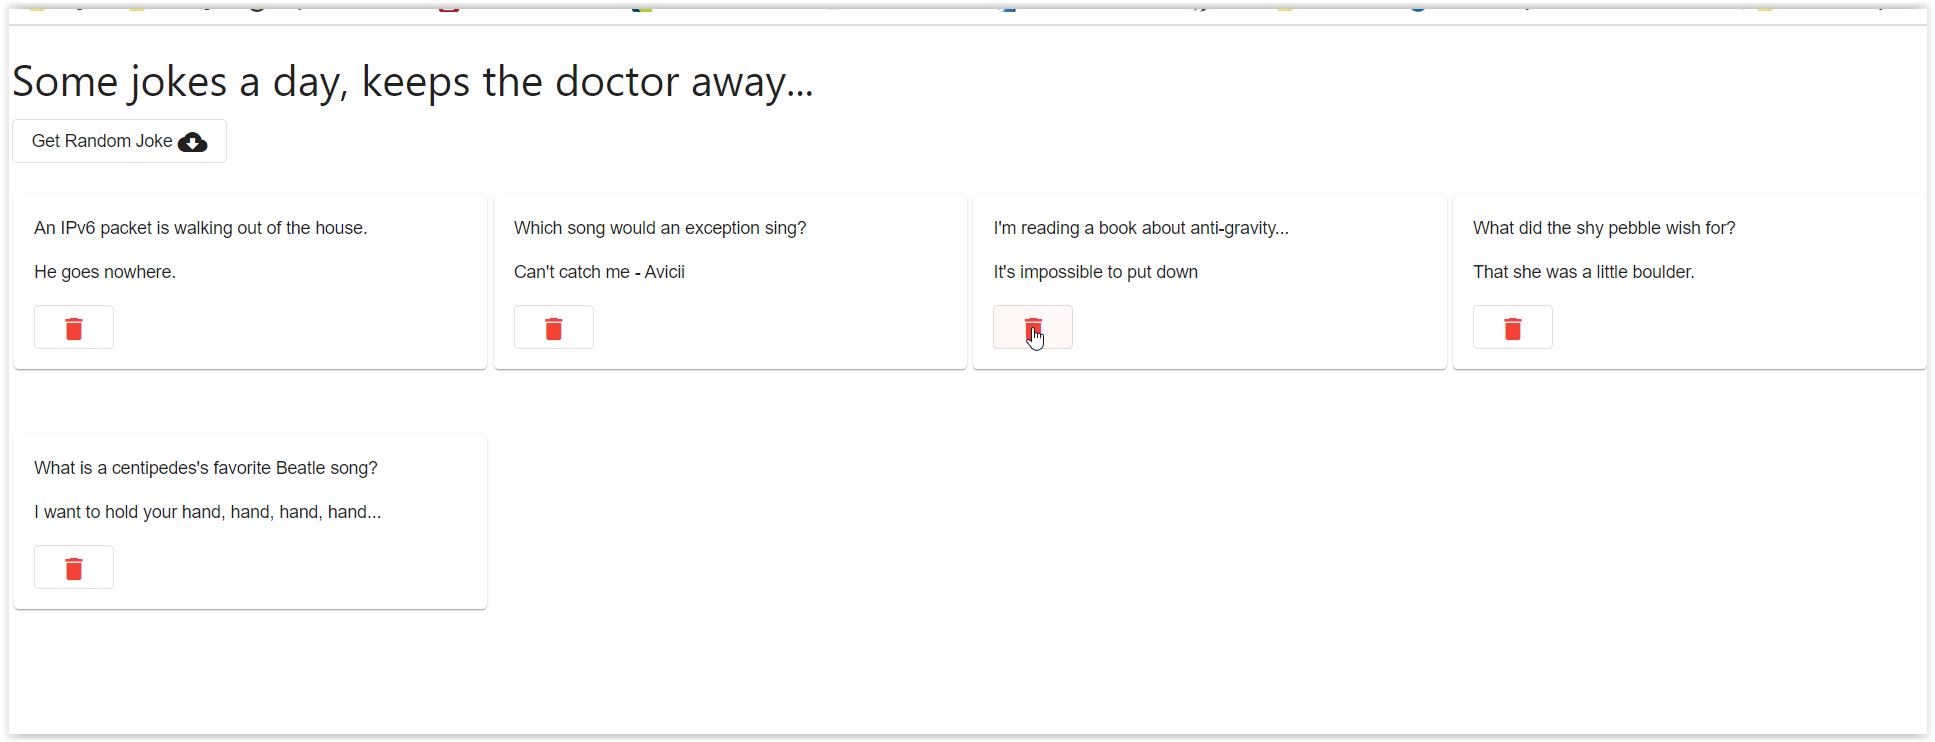 Some jokes a day, keeps the doctor away...
Get Random Joke
An IPv6 packet is walking out of the house.
He goes nowhere.
Which song would an exception sing?
Can't catch me - Avicii
I'm reading a book about anti-gravity...
It's impossible to put down
What did the shy pebble wish for?
That she was a little boulder.
What is a centipedes's favorite Beatle song?
I want to hold your hand, hand, hand, hand...